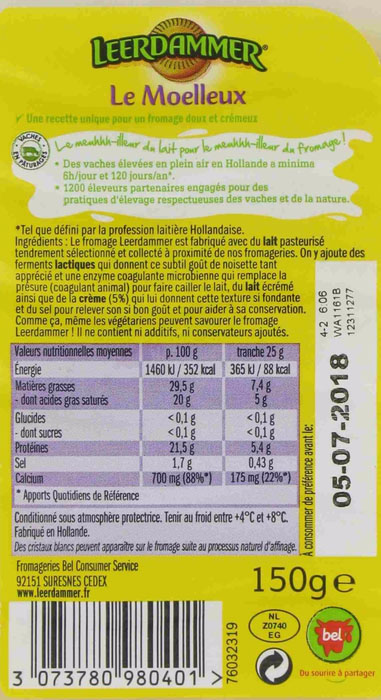 LEERDAMMER®
Le Moelleux
✓ Une recette unique pour un fromage doux et crémeux
VACHES EN PÂTURAGES
Le meuhhh-illeur du lait pour le meuhhh-illeur du fromage !
• Des vaches élevées en plein air en Hollande a minima
6h/jour et 120 jours/an*.
• 1200 éleveurs partenaires engagés pour des
pratiques d'élevage respectueuses des vaches et de la nature.
*Tel que défini par la profession laitière Hollandaise.
Ingrédients : Le fromage Leerdammer est fabriqué avec du lait pasteurisé
tendrement sélectionné et collecté à proximité de nos fromageries. On y ajoute des
ferments lactiques qui donnent ce subtil goût de noisette tant
apprécié et une enzyme coagulante microbienne qui remplace la
présure (coagulant animal) pour faire cailler le lait, du lait écrémé
ainsi que de la crème (5%) qui lui donnent cette texture si fondante
et du sel pour relever son si bon goût et pour aider à sa conservation.
Comme ça, même les végétariens peuvent savourer le fromage
Leerdammer ! Il ne contient ni additifs, ni conservateurs ajoutés.
Valeurs nutritionnelles moyennes p. 100 g tranche 25 g
Énergie 1460 kJ / 352 kcal 365 kJ / 88 kcal
Matières grasses 29,5 g 7,4 g
- dont acides gras saturés 20 g 5 g
Glucides <0,1 g <0,1 g
- dont sucres <0,1 g <0,1 g
Protéines 21,5 g 5,4 g
Sel 1,7 g 0,43 g
Calcium 700 mg (88%*) 175 mg (22%*)
* Apports Quotidiens de Référence
A consommer de préférence avant le:
05-07-2018
4-2 6 06
WA1161B
12311277
Conditionné sous atmosphère protectrice. Tenir au froid entre +4°C et +8°C.
Fabriqué en Hollande.
Des cristaux blancs peuvent apparaître sur le fromage suite au processus naturel d'affinage.
Fromageries Bel Consumer Service
92151 SURESNES CEDEX
www.leerdammer.fr
150g e
3 073780 980401 >
76032319
NL
Z0740
EG
bel
Du sourire à partager